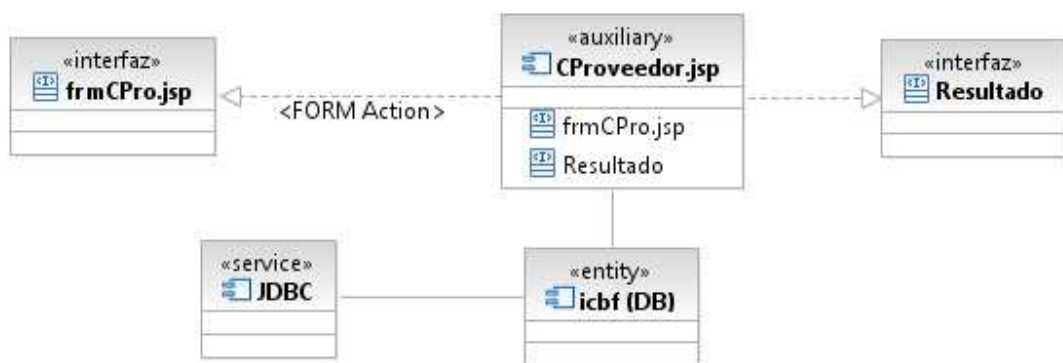 «interfaz»
frmCPro.jsp
<FORM Action>
«auxiliary»
CProveedor.jsp
frmCPro.jsp
Resultado
«interfaz»
Resultado
«service»
JDBC
«entity»
icbf (DB)